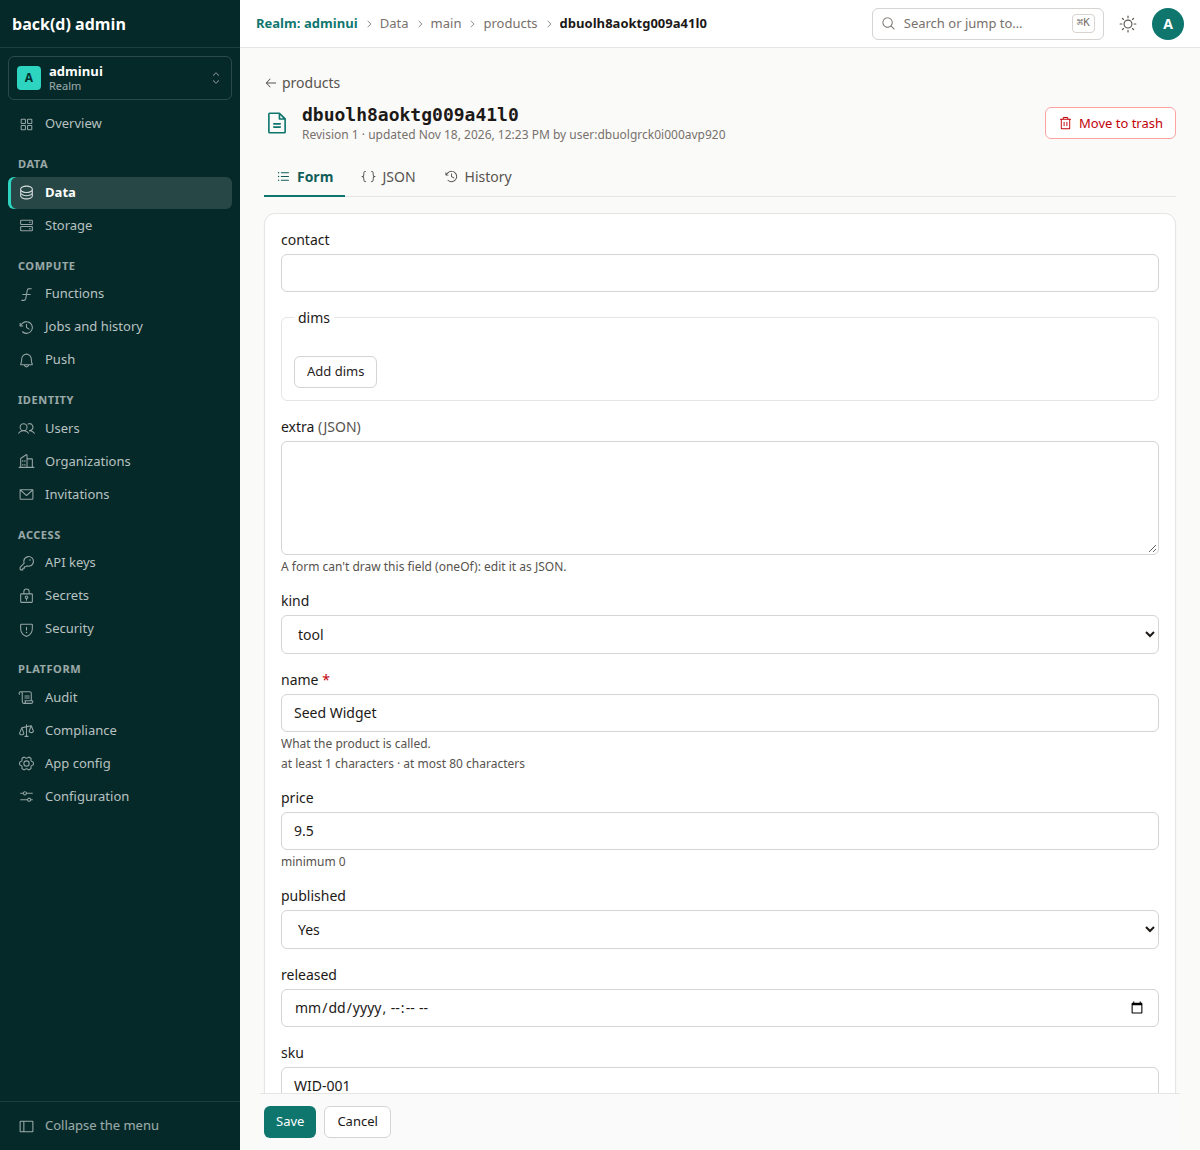 back(d) admin
Realm: adminui > Data > main > products > dbuolh8aoktg009a41l0
Search or jump to...
⌘K
A
A
adminui
Realm
Overview
DATA
Data
Storage
COMPUTE
Functions
Jobs and history
Push
IDENTITY
Users
Organizations
Invitations
ACCESS
API keys
Secrets
Security
PLATFORM
Audit
Compliance
App config
Configuration
Collapse the menu
← products
dbuolh8aoktg009a41l0
Revision 1 · updated Nov 18, 2026, 12:23 PM by user:dbuolgrck0i000avp920
Move to trash
Form
{ } JSON
History
contact
dims
Add dims
extra (JSON)
A form can't draw this field (oneOf): edit it as JSON.
kind
tool
name *
Seed Widget
What the product is called.
at least 1 characters · at most 80 characters
price
9.5
minimum 0
published
Yes
released
mm/dd/yyyy, --:-- --
sku
WID-001
Save
Cancel